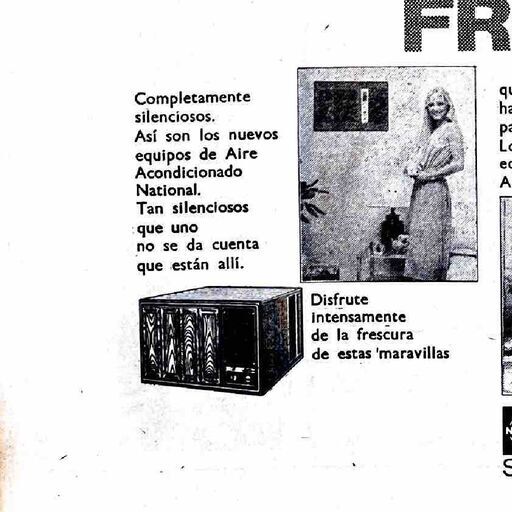 FR
Completamente
silenciosos.
Así son los nuevos
equipos de Aire
Acondicionado
National.
Tan silenciosos
que uno
no se da cuenta
que están allí.
Disfrute
intensamente
de la frescura
de estas 'maravillas
qu
ha
pa
Lo
eq
A
N
S